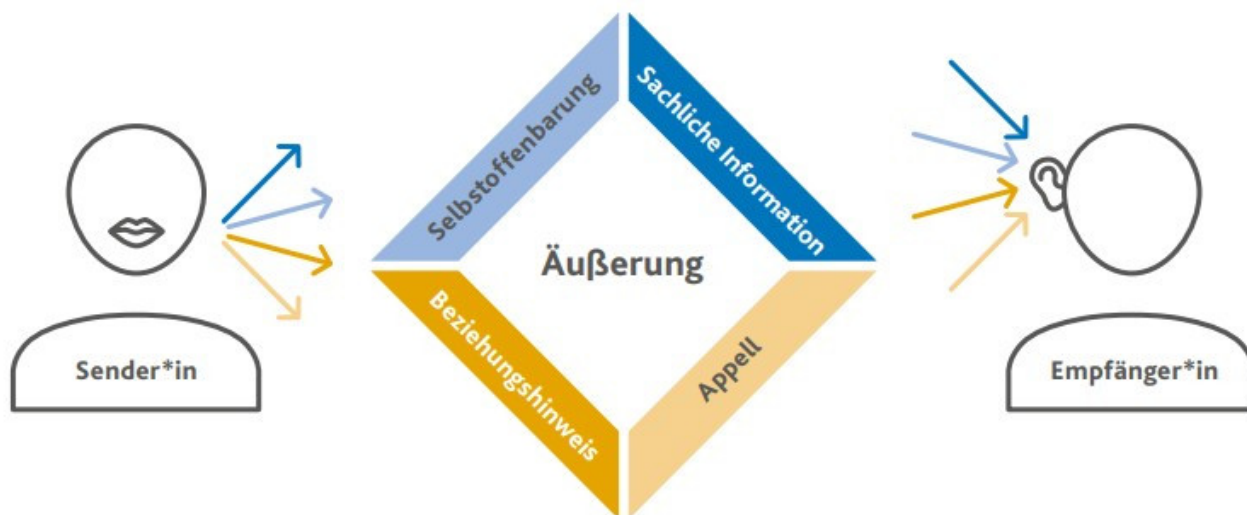 Selbstoffenbarung
Sachliche Information
Äußerung
Beziehungshinweis
Appell
Sender*in
Empfänger*in